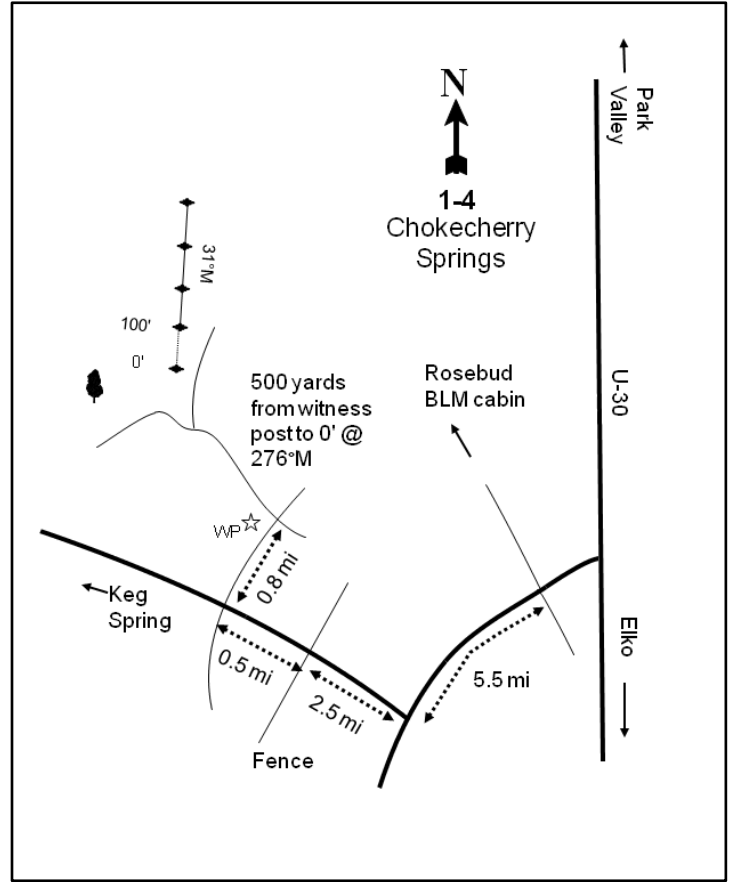 Park
Valley
N
1-4
Chokecherry
Springs
31°M
100'
0'
500 yards
from witness
post to 0' @
276°M
Rosebud
BLM cabin
U-30
WP
0.8 mi
Keg
Spring
0.5 mi
2.5 mi
5.5 mi
Elko
Fence